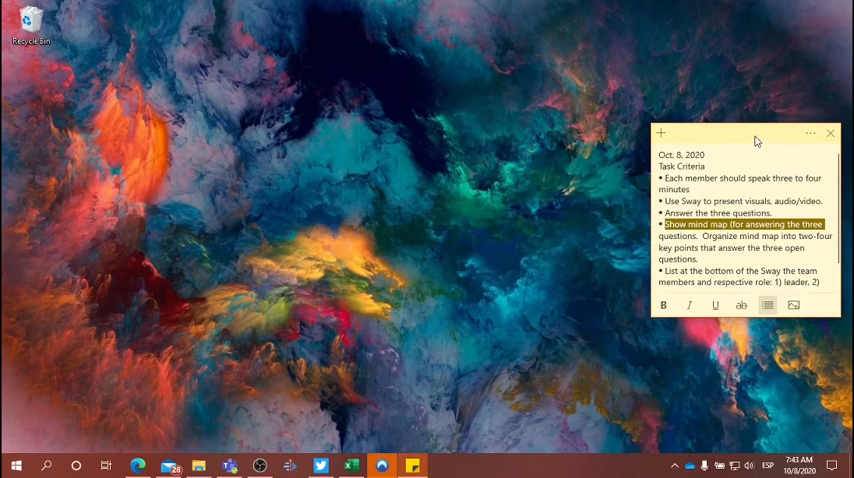 Recycle Bin
Oct. 8, 2020
Task Criteria
• Each member should speak three to four
minutes
• Use Sway to present visuals, audio/video.
• Answer the three questions.
• Show mind map (for answering the three
questions. Organize mind map into two-four
key points that answer the three open
questions.
• List at the bottom of the Sway the team
members and respective role: 1) leader, 2)
B I U ab
28
ESP
7:43 AM
10/8/2020